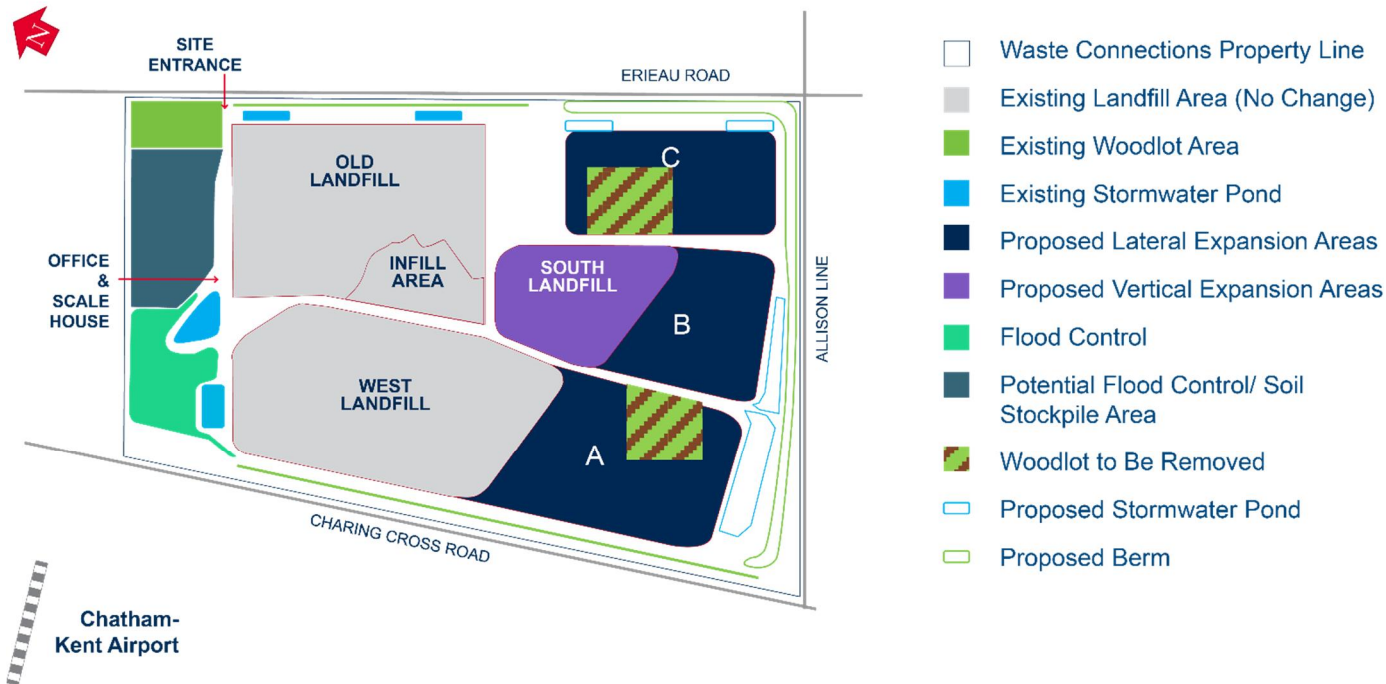 N
SITE
ENTRANCE
ERIEAU ROAD
OLD
LANDFILL
C
OFFICE
&
SCALE
HOUSE
INFILL
AREA
SOUTH
LANDFILL
B
ALLISON LINE
WEST
LANDFILL
A
CHARING CROSS ROAD
Chatham-
Kent Airport
Waste Connections Property Line
Existing Landfill Area (No Change)
Existing Woodlot Area
Existing Stormwater Pond
Proposed Lateral Expansion Areas
Proposed Vertical Expansion Areas
Flood Control
Potential Flood Control/ Soil
Stockpile Area
Woodlot to Be Removed
Proposed Stormwater Pond
Proposed Berm